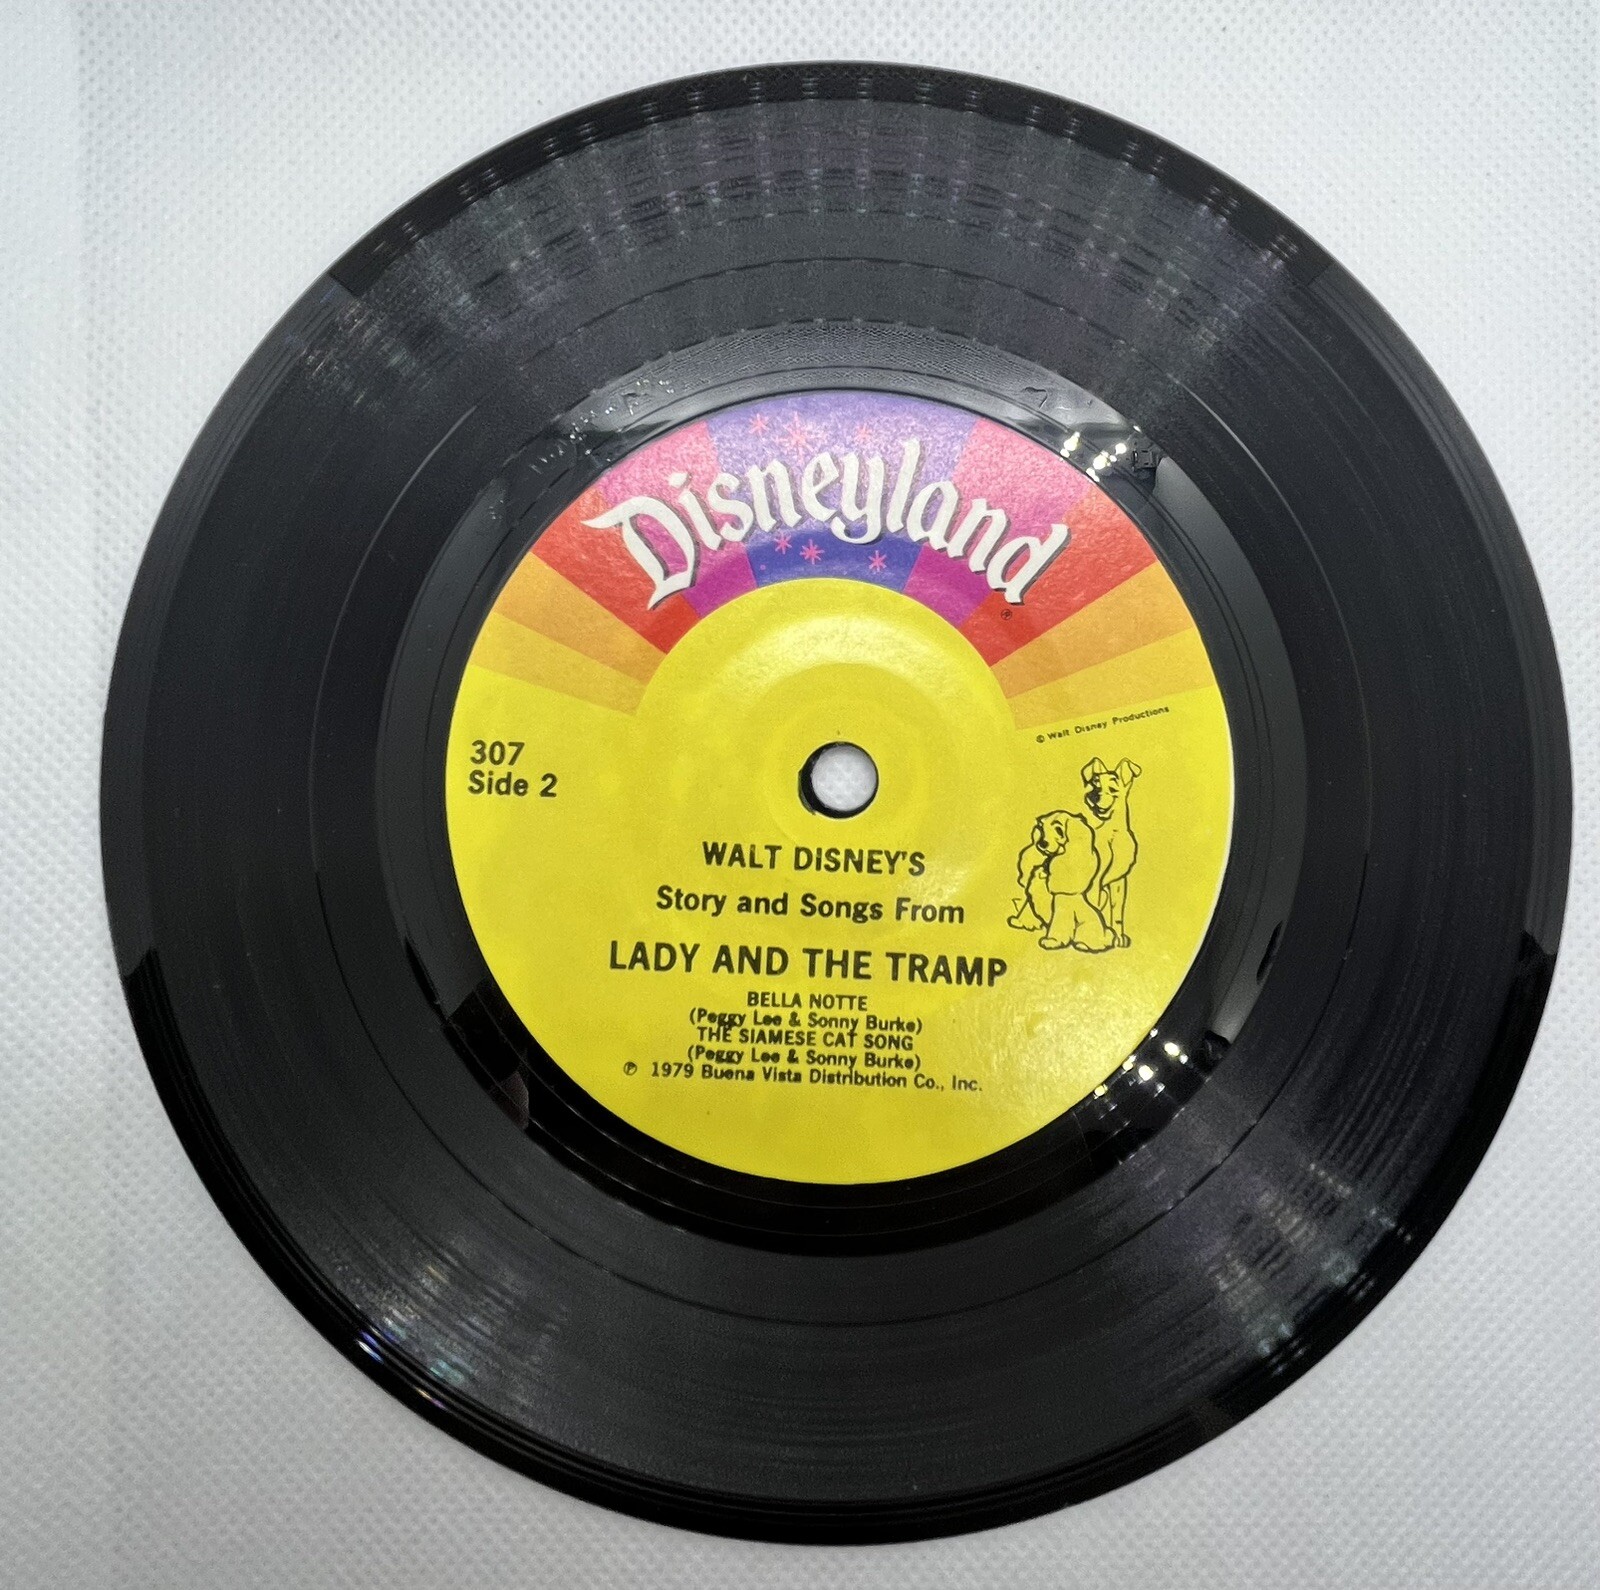 Disneyland
®
© Walt Disney Productions
307
Side 2
WALT DISNEY'S
Story and Songs From
LADY AND THE TRAMP
BELLA NOTTE
(Peggy Lee & Sonny Burke)
THE SIAMESE CAT SONG
(Peggy Lee & Sonny Burke)
℗ 1979 Buena Vista Distribution Co., Inc.